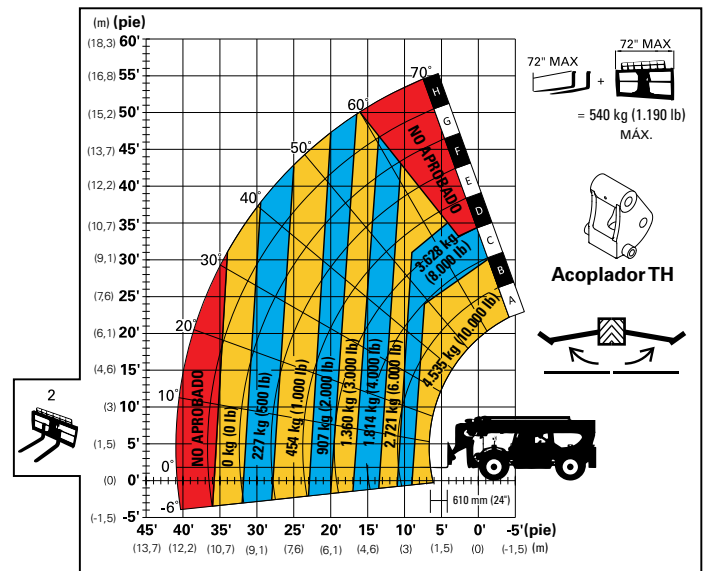 (m) (pie)
(18,3) 60'
(16,8) 55'
(15,2) 50'
(13,7) 45'
(12,2) 40'
(10,7) 35'
(9,1) 30'
(7,6) 25'
(6,1) 20'
(4,6) 15'
(3) 10'
(1,5) 5'
(0) 0'
(-1,5) -5'
45' 40' 35' 30' 25' 20' 15' 10' 5' 0' -5' (pie)
(13,7) (12,2) (10,7) (9,1) (7,6) (6,1) (4,6) (3) (1,5) (0) (-1,5) (m)
70°
60°
50°
40°
30°
20°
10°
0°
-6°
H
G
F
E
D
C
B
A
NO APROBADO
NO APROBADO
0 kg (0 lb)
227 kg (500 lb)
454 kg (1.000 lb)
907 kg (2.000 lb)
1.360 kg (3.000 lb)
1.814 kg (4.000 lb)
2.721 kg (6.000 lb)
3.628 kg
(8.000 lb)
4.535 kg (10.000 lb)
610 mm (24")
72" MAX
72" MAX
+
= 540 kg (1.190 lb)
MÁX.
Acoplador TH
2